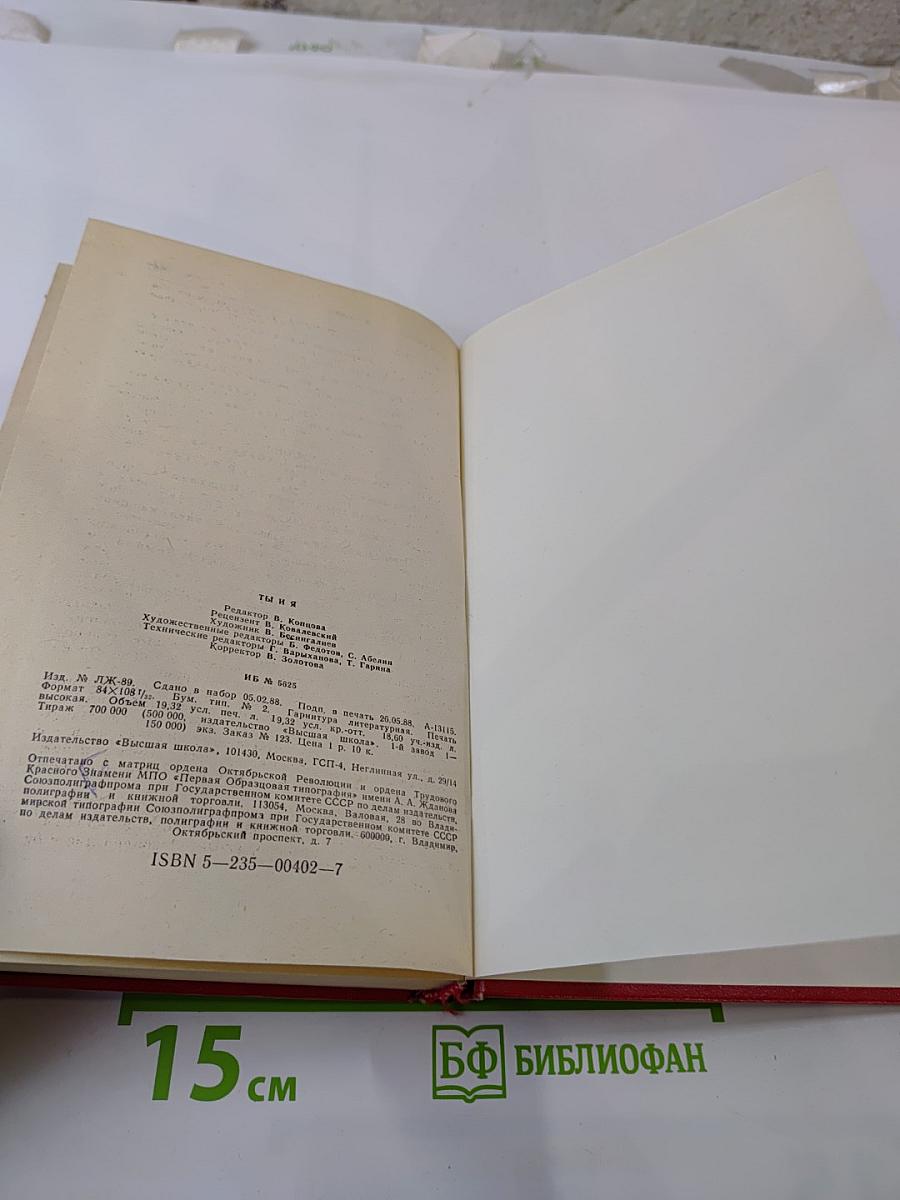 ТЫ И Я
Редактор В. Копцова
Рецензент В. Ковалевский
Художник В. Бесингалиев
Художественные редакторы Б. Федотов, С. Абелин
Технические редакторы Г. Варыханова, Т. Гарина
Корректор В. Золотова
ИБ № 5625
Изд. № ЛЖ-89. Сдано в набор 05.02.88. Подп. в печать 26.05.88. А-13115.
Формат 84×108 1/32. Бум. тип. № 2. Гарнитура литературная. Печать
высокая. Объем 19,32 усл. печ. л. 19,32 усл. кр.-отт. 18,60 уч.-изд. л.
Тираж 700 000 (500 000, издательство «Высшая школа». 1-й завод 1—
150 000) экз. Заказ № 123. Цена 1 р. 10 к.
Издательство «Высшая школа», 101430, Москва, ГСП-4, Неглинная ул., д. 29/14
Отпечатано с матриц ордена Октябрьской Революции и ордена Трудового
Красного Знамени МПО «Первая Образцовая типография» имени А. А. Жданова
Союзполиграфпрома при Государственном комитете СССР по делам издательств,
полиграфии и книжной торговли. 113054, Москва, Валовая, 28 во Влади-
мирской типографии Союзполиграфпрома при Государственном комитете СССР
по делам издательств, полиграфии и книжной торговли. 600000, г. Владимир,
Октябрьский проспект, д. 7
ISBN 5—235—00402—7
15 см
БФ БИБЛИОФАН